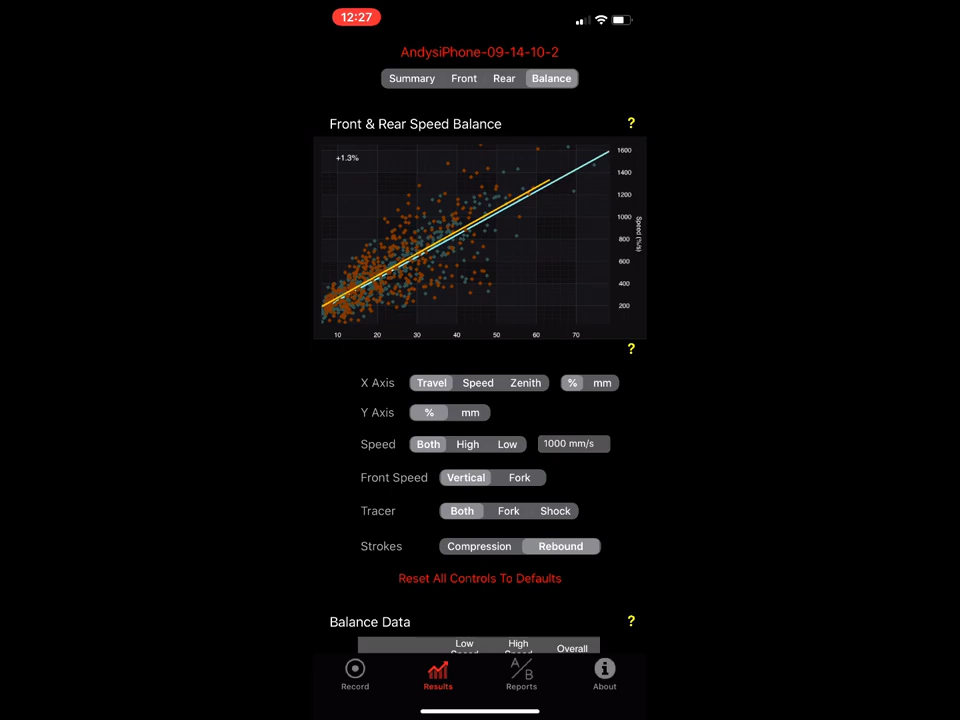 12:27
AndysiPhone-09-14-10-2
Summary Front Rear Balance
Front & Rear Speed Balance ?
+1.3%
1600
1400
1200
1000
800
600
400
200
Speed (%/s)
10 20 30 40 50 60 70
?
X Axis Travel Speed Zenith % mm
Y Axis % mm
Speed Both High Low 1000 mm/s
Front Speed Vertical Fork
Tracer Both Fork Shock
Strokes Compression Rebound
Reset All Controls To Defaults
Balance Data ?
Low Speed High Speed Overall
A/B
Record Results Reports About